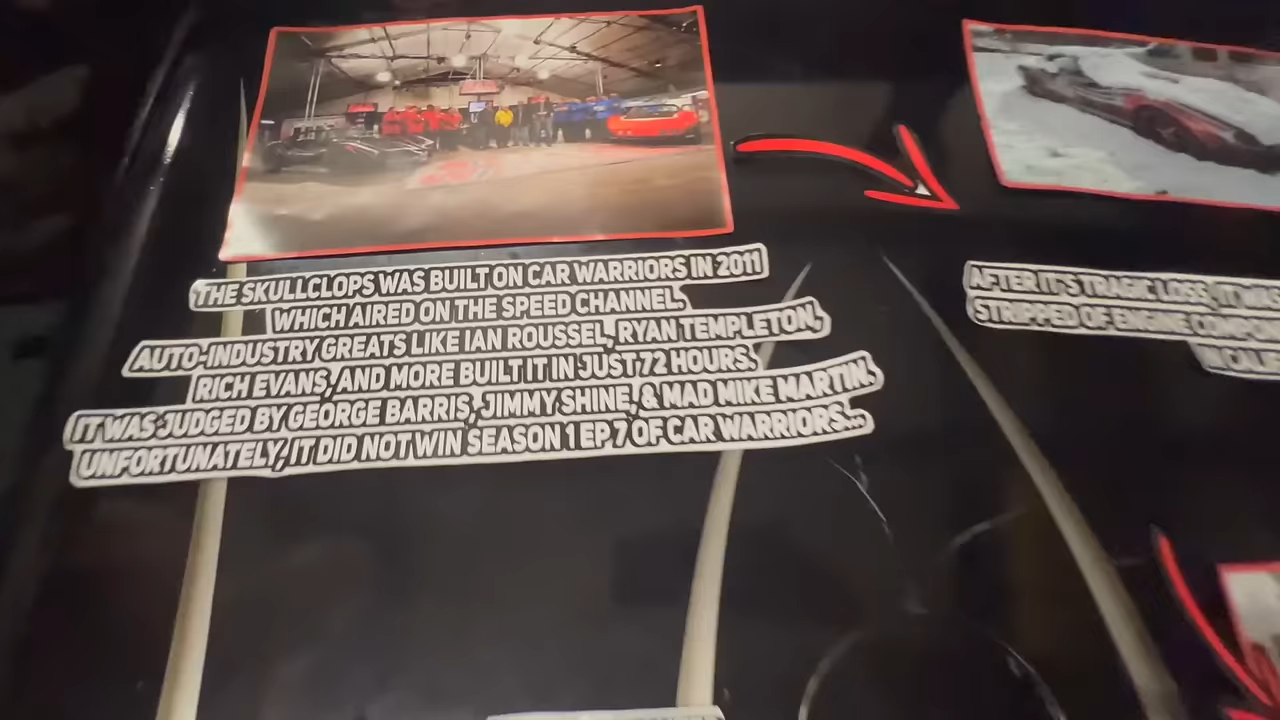 THE SKULLCLOPS WAS BUILT ON CAR WARRIORS IN 2011
WHICH AIRED ON THE SPEED CHANNEL.
AUTO-INDUSTRY GREATS LIKE IAN ROUSSEL, RYAN TEMPLETON,
RICH EVANS, AND MORE BUILT IT IN JUST 72 HOURS.
IT WAS JUDGED BY GEORGE BARRIS, JIMMY SHINE, & MAD MIKE MARTIN.
UNFORTUNATELY, IT DID NOT WIN SEASON 1 EP 7 OF CAR WARRIORS...
AFTER IT'S TRAGIC LOSS, IT WAS
STRIPPED OF ENGINE